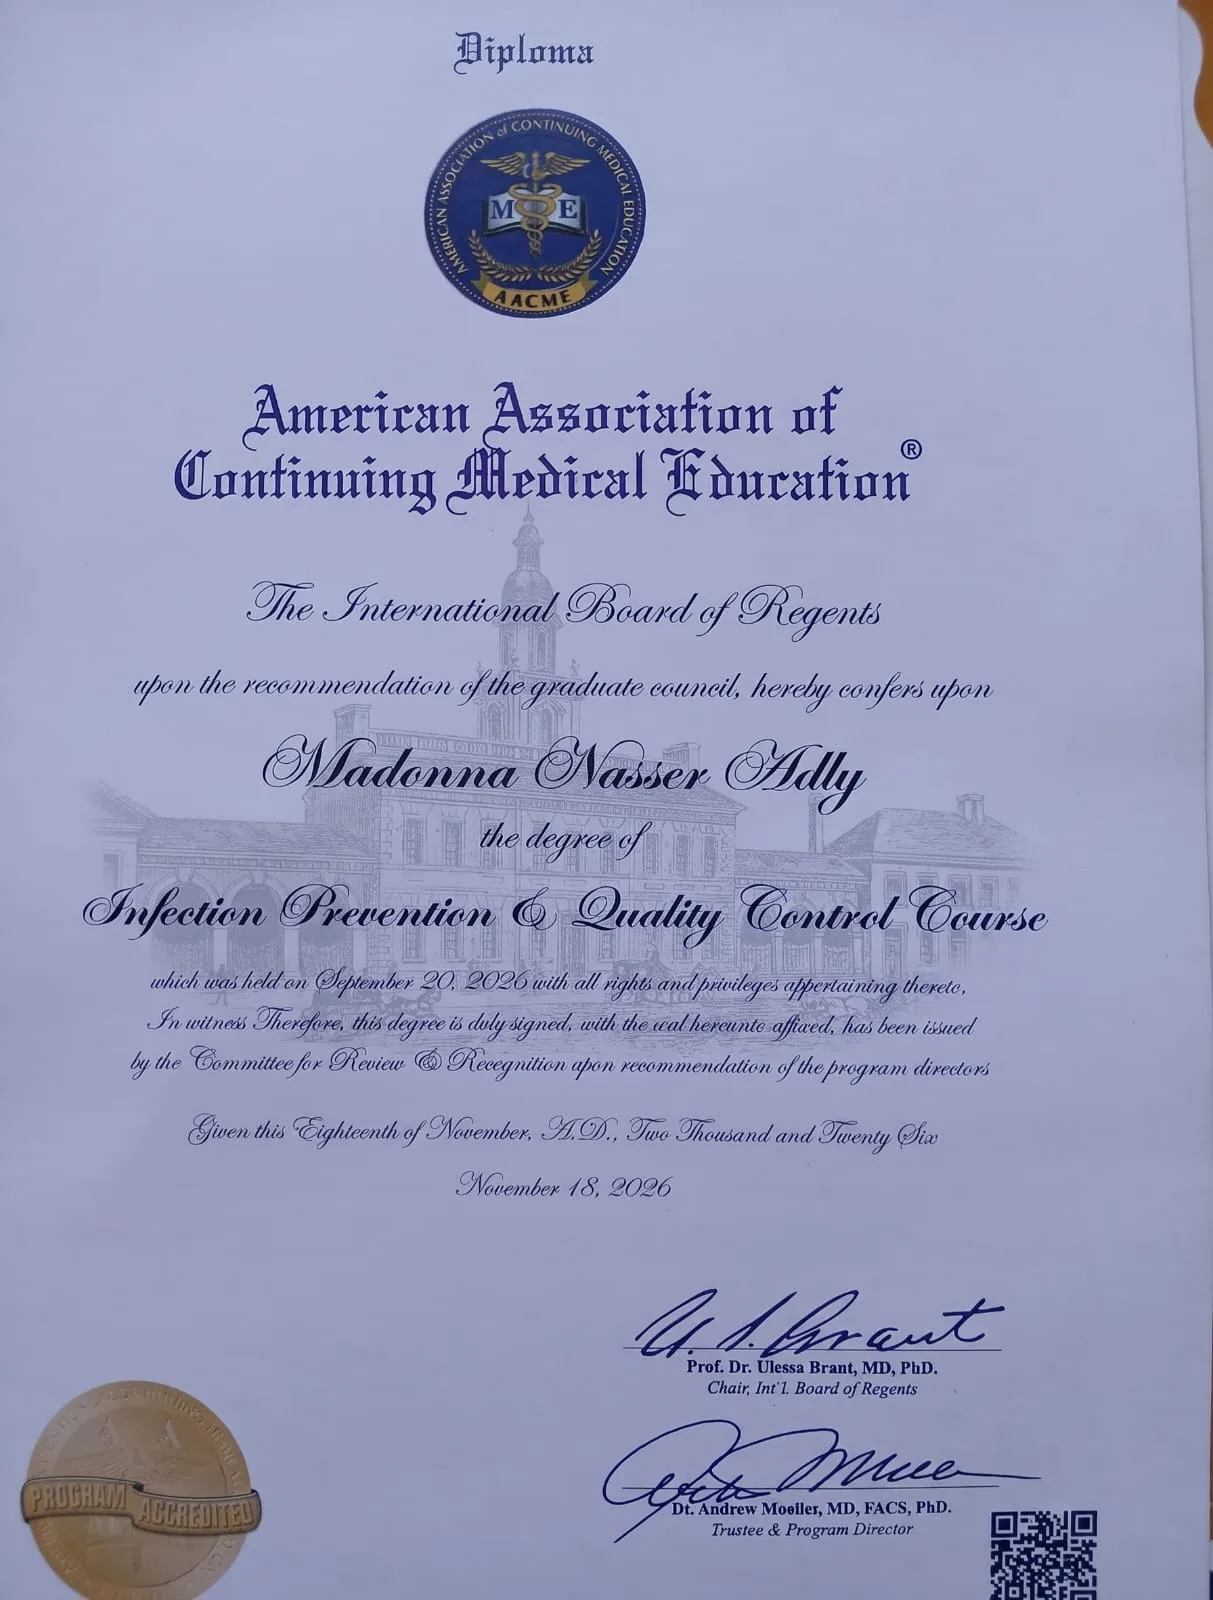 Diploma
AMERICAN ASSOCIATION of CONTINUING MEDICAL EDUCATION
M E
AACME
American Association of
Continuing Medical Education®
The International Board of Regents
upon the recommendation of the graduate council, hereby confers upon
Madonna Nasser Adly
the degree of
Infection Prevention & Quality Control Course
which was held on September 20, 2026 with all rights and privileges appertaining thereto,
In witness Therefore, this degree is duly signed, with the hereunto affixed, has been issued
by the Committee for Review & Recegnition apon recommendation of the program directors
Given this Eighteenth of November, A.D., Two Thousand and Twenty Six
November 18, 2026
U. S. Brant
Prof. Dr. Ulessa Brant, MD, PhD.
Chair, Int'l. Board of Regents
Dt. Andrew Mooiler, MD, FACS, PhD.
Trustee & Program Director
PROGRAM ACCREDITED